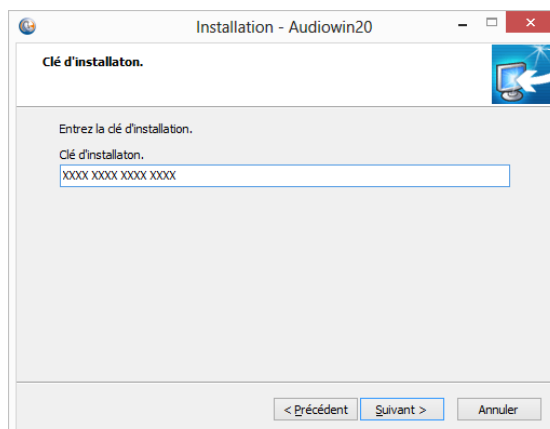 Installation - Audiowin20
Clé d'installaton.
Entrez la clé d'installation.
Clé d'installaton.
XXXX XXXX XXXX XXXX
< Précédent
Suivant >
Annuler